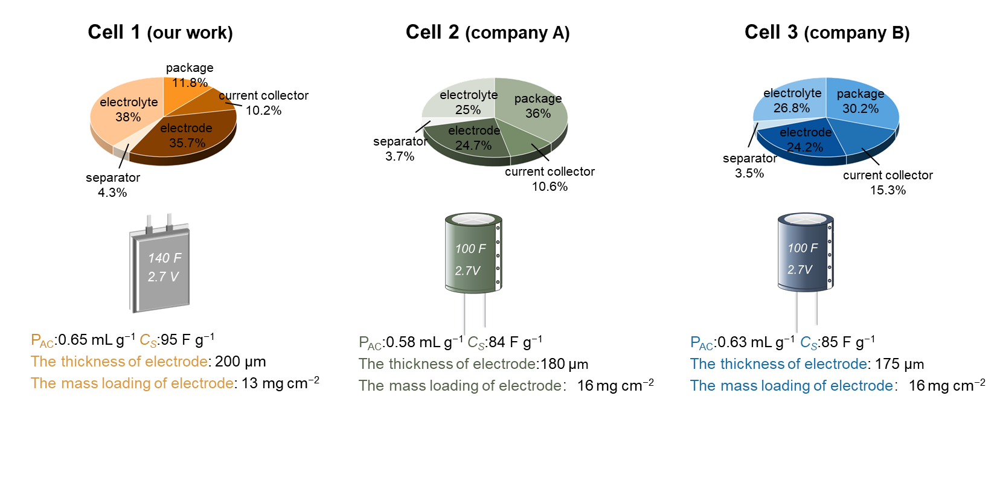 Cell 1 (our work)
package
11.8%
current collector
10.2%
electrolyte
38%
electrode
35.7%
separator
4.3%
140 F
2.7 V
P_AC:0.65 mL g⁻¹ C_S:95 F g⁻¹
The thickness of electrode: 200 μm
The mass loading of electrode: 13 mg cm⁻²
Cell 2 (company A)
electrolyte
25%
package
36%
electrode
24.7%
separator
3.7%
current collector
10.6%
100 F
2.7V
P_AC:0.58 mL g⁻¹ C_S:84 F g⁻¹
The thickness of electrode:180 μm
The mass loading of electrode: 16 mg cm⁻²
Cell 3 (company B)
electrolyte
26.8%
package
30.2%
electrode
24.2%
separator
3.5%
current collector
15.3%
100 F
2.7V
P_AC:0.63 mL g⁻¹ C_S:85 F g⁻¹
The thickness of electrode: 175 μm
The mass loading of electrode: 16 mg cm⁻²